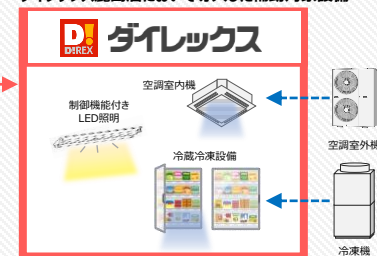 D!
DiREX
ダイレックス
空調室内機
制御機能付き
LED照明
空調室外機
冷蔵冷凍設備
冷凍機